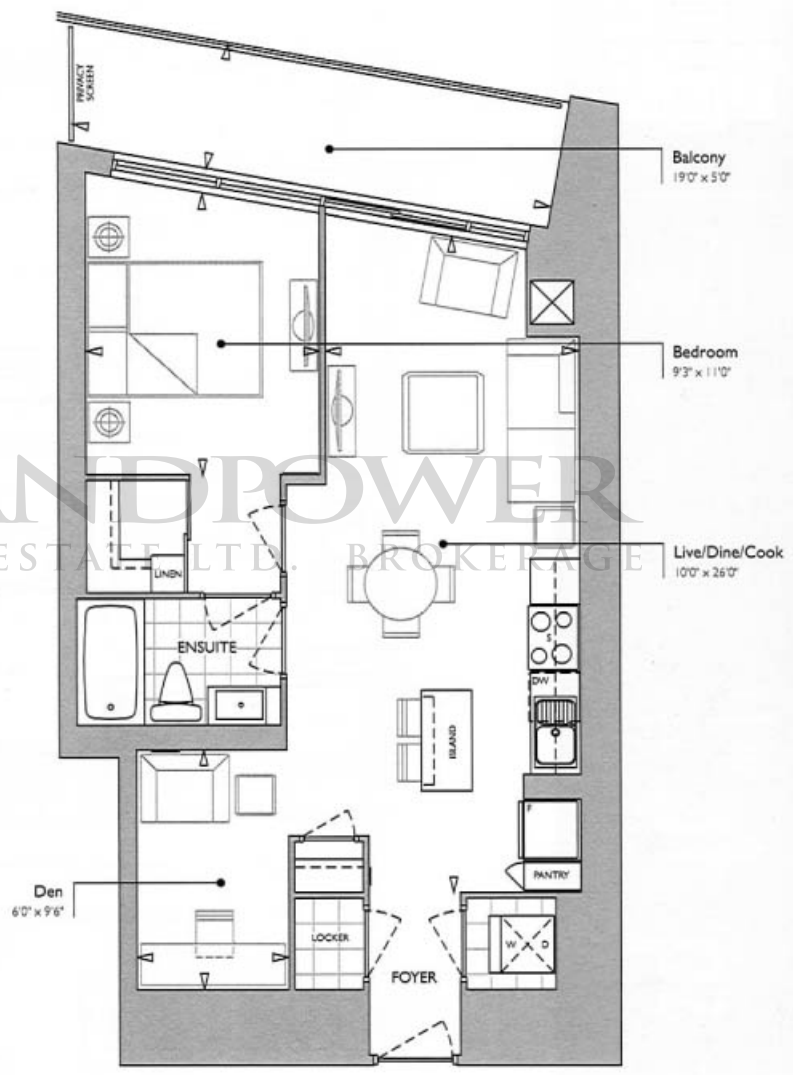 PRIVACY
SCREEN
Balcony
19'0" x 5'0"
Bedroom
9'3" x 11'0"
ANDPOWER
ESTATE LTD. BROKERAGE
LINEN
Live/Dine/Cook
10'0" x 26'0"
ENSUITE
S
DW
ISLAND
F
PANTRY
Den
6'0" x 9'6"
LOCKER
W D
FOYER